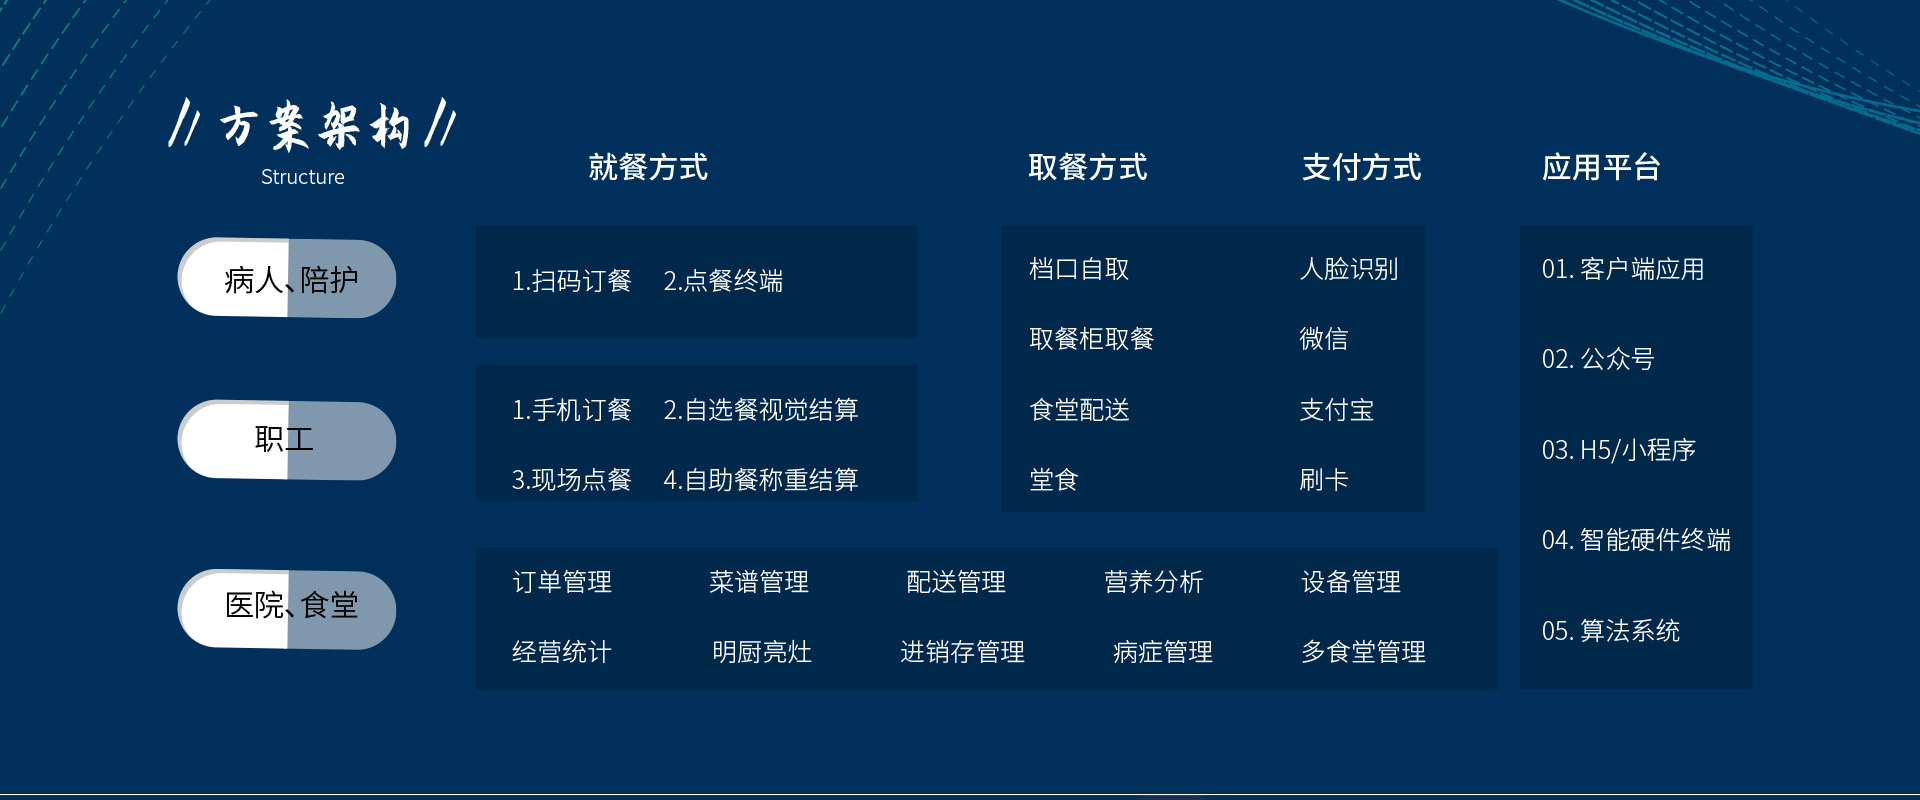 // 方案架构 //
Structure
就餐方式 取餐方式 支付方式 应用平台
病人、陪护
1.扫码订餐 2.点餐终端
职工
1.手机订餐 2.自选餐视觉结算
3.现场点餐 4.自助餐称重结算
档口自取 人脸识别
取餐柜取餐 微信
食堂配送 支付宝
堂食 刷卡
医院、食堂
订单管理 菜谱管理 配送管理 营养分析 设备管理
经营统计 明厨亮灶 进销存管理 病症管理 多食堂管理
01. 客户端应用
02. 公众号
03. H5/小程序
04. 智能硬件终端
05. 算法系统